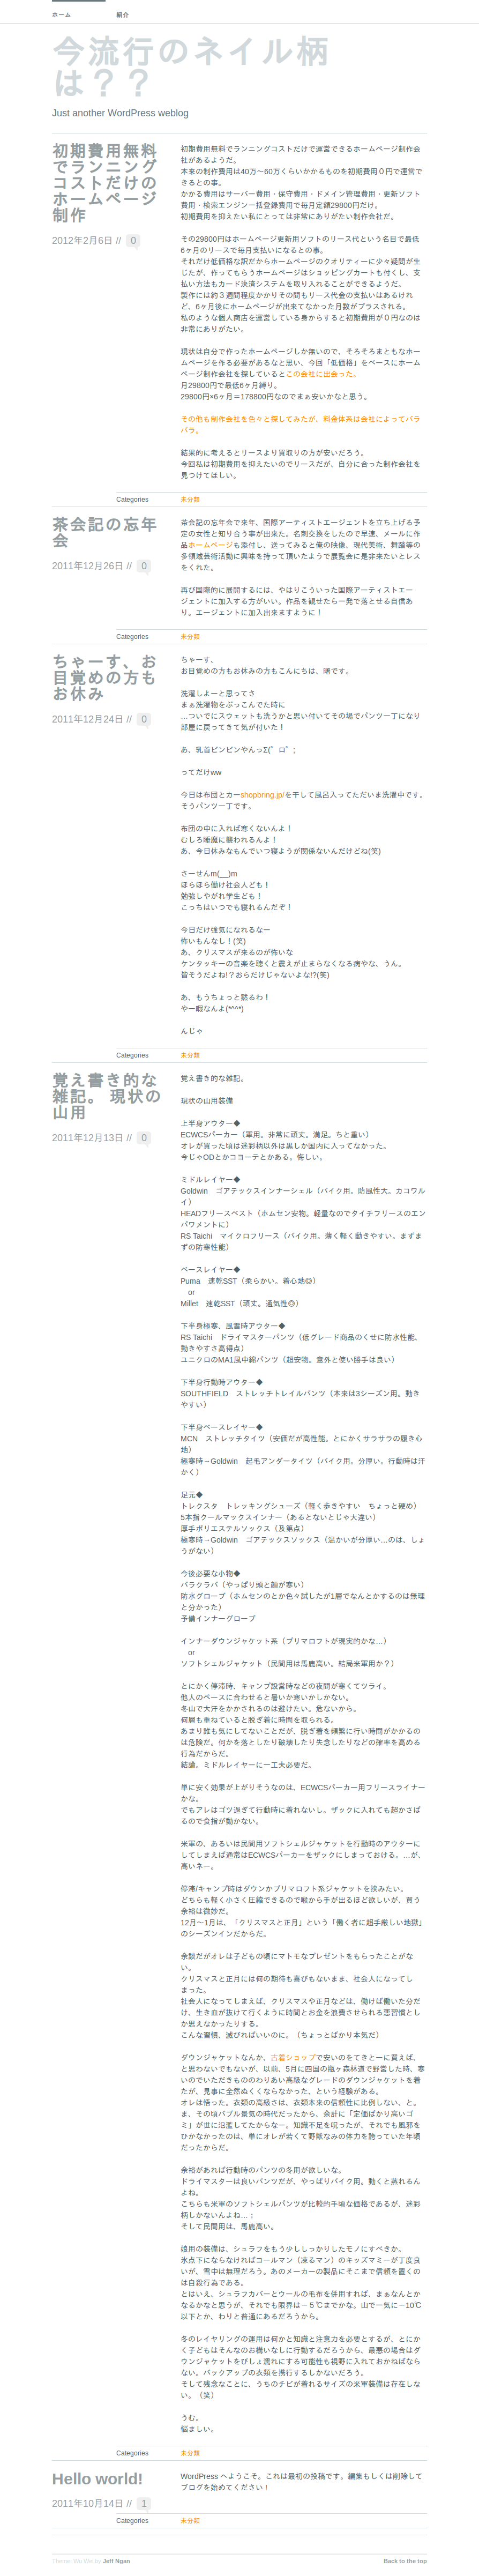 ホーム
紹介
今流行のネイル柄
は？？
Just another WordPress weblog
初期費用無料
でランニング
コストだけの
ホームページ
制作
2012年2月6日 // 0
初期費用無料でランニングコストだけで運営できるホームページ制作会
社があるようだ。
本来の制作費用は40万〜60万くらいかかるものを初期費用０円で運営で
きるとの事。
かかる費用はサーバー費用・保守費用・ドメイン管理費用・更新ソフト
費用・検索エンジン一括登録費用で毎月定額29800円だけ。
初期費用を抑えたい私にとっては非常にありがたい制作会社だ。
その29800円はホームページ更新用ソフトのリース代という名目で最低
6ヶ月のリースで毎月支払いになるとの事。
それだけ低価格な訳だからホームページのクオリティーに少々疑問が生
じたが、作ってもらうホームページはショッピングカートも付くし、支
払い方法もカード決済システムを取り入れることができるようだ。
製作には約３週間程度かかりその間もリース代金の支払いはあるけれ
ど、6ヶ月後にホームページが出来てなかった月数がプラスされる。
私のような個人商店を運営している身からすると初期費用が０円なのは
非常にありがたい。
現状は自分で作ったホームページしか無いので、そろそろまともなホー
ムページを作る必要があるなと思い、今回「低価格」をベースにホーム
ページ制作会社を探しているとこの会社に出会った。
月29800円で最低6ヶ月縛り。
29800円×6ヶ月＝178800円なのでまぁ安いかなと思う。
その他も制作会社を色々と探してみたが、料金体系は会社によってバラ
バラ。
結果的に考えるとリースより買取りの方が安いだろう。
今回私は初期費用を抑えたいのでリースだが、自分に合った制作会社を
見つけてほしい。
Categories 未分類
茶会記の忘年
会
2011年12月26日 // 0
茶会記の忘年会で来年、国際アーティストエージェントを立ち上げる予
定の女性と知り合う事が出来た。名刺交換をしたので早速、メールに作
品ホームページも添付し、送ってみると俺の映像、現代美術、舞踏等の
多領域芸術活動に興味を持って頂いたようで展覧会に是非来たいとレス
をくれた。
再び国際的に展開するには、やはりこういった国際アーティストエー
ジェントに加入する方がいい。作品を観せたら一発で落とせる自信あ
り。エージェントに加入出来ますように！
Categories 未分類
ちゃーす、お
目覚めの方も
お休み
2011年12月24日 // 0
ちゃーす、
お目覚めの方もお休みの方もこんにちは、曙です。
洗濯しよーと思ってさ
まぁ洗濯物をぶっこんでた時に
…ついでにスウェットも洗うかと思い付いてその場でパンツ一丁になり
部屋に戻ってきて気が付いた！
あ、乳首ビンビンやんっΣ(ﾟロﾟ;
ってだけww
今日は布団とカーshopbring.jp/を干して風呂入ってただいま洗濯中です。
そうパンツ一丁です。
布団の中に入れば寒くないんよ！
むしろ睡魔に襲われるんよ！
あ、今日休みなもんでいつ寝ようが関係ないんだけどね(笑)
さーせんm(__)m
ほらほら働け社会人ども！
勉強しやがれ学生ども！
こっちはいつでも寝れるんだぞ！
今日だけ強気になれるなー
怖いもんなし！(笑)
あ、クリスマスが来るのが怖いな
ケンタッキーの音楽を聴くと震えが止まらなくなる病やな、うん。
皆そうだよね!？おらだけじゃないよな!?(笑)
あ、もうちょっと黙るわ！
やー暇なんよ(*^^*)
んじゃ
Categories 未分類
覚え書き的な
雑記。 現状の
山用
2011年12月13日 // 0
覚え書き的な雑記。
現状の山用装備
上半身アウター◆
ECWCSパーカー（軍用。非常に頑丈。満足。ちと重い）
オレが買った頃は迷彩柄以外は黒しか国内に入ってなかった。
今じゃODとかコヨーテとかある。悔しい。
ミドルレイヤー◆
Goldwin　ゴアテックスインナーシェル（バイク用。防風性大。カコワル
イ）
HEADフリースベスト（ホムセン安物。軽量なのでタイチフリースのエン
パワメントに）
RS Taichi　マイクロフリース（バイク用。薄く軽く動きやすい。まずま
ずの防寒性能）
ベースレイヤー◆
Puma　速乾SST（柔らかい。着心地◎）
　or
Millet　速乾SST（頑丈。通気性◎）
下半身極寒、風雪時アウター◆
RS Taichi　ドライマスターパンツ（低グレード商品のくせに防水性能、
動きやすさ高得点）
ユニクロのMA1風中綿パンツ（超安物。意外と使い勝手は良い）
下半身行動時アウター◆
SOUTHFIELD　ストレッチトレイルパンツ（本来は3シーズン用。動き
やすい）
下半身ベースレイヤー◆
MCN　ストレッチタイツ（安価だが高性能。とにかくサラサラの履き心
地）
極寒時→Goldwin　起毛アンダータイツ（バイク用。分厚い。行動時は汗
かく）
足元◆
トレクスタ　トレッキングシューズ（軽く歩きやすい　ちょっと硬め）
5本指クールマックスインナー（あるとないとじゃ大違い）
厚手ポリエステルソックス（及第点）
極寒時→Goldwin　ゴアテックスソックス（温かいが分厚い…のは、しょ
うがない）
今後必要な小物◆
バラクラバ（やっぱり頭と顔が寒い）
防水グローブ（ホムセンのとか色々試したが1層でなんとかするのは無理
と分かった）
予備インナーグローブ
インナーダウンジャケット系（プリマロフトが現実的かな…）
　or
ソフトシェルジャケット（民間用は馬鹿高い。結局米軍用か？）
とにかく停滞時、キャンプ設営時などの夜間が寒くてツライ。
他人のペースに合わせると暑いか寒いかしかない。
冬山で大汗をかかされるのは避けたい。危ないから。
何層も重ねていると脱ぎ着に時間を取られる。
あまり誰も気にしてないことだが、脱ぎ着を頻繁に行い時間がかかるの
は危険だ。何かを落としたり破壊したり失念したりなどの確率を高める
行為だからだ。
結論。ミドルレイヤーに一工夫必要だ。
単に安く効果が上がりそうなのは、ECWCSパーカー用フリースライナー
かな。
でもアレはゴツ過ぎて行動時に着れないし。ザックに入れても超かさば
るので食指が動かない。
米軍の、あるいは民間用ソフトシェルジャケットを行動時のアウターに
してしまえば通常はECWCSパーカーをザックにしまっておける。…が、
高いネー。
停滞/キャンプ時はダウンかプリマロフト系ジャケットを挟みたい。
どちらも軽く小さく圧縮できるので喉から手が出るほど欲しいが、買う
余裕は微妙だ。
12月〜1月は、「クリスマスと正月」という「働く者に超手厳しい地獄」
のシーズンインだからだ。
余談だがオレは子どもの頃にマトモなプレゼントをもらったことがな
い。
クリスマスと正月には何の期待も喜びもないまま、社会人になってし
まった。
社会人になってしまえば、クリスマスや正月などは、働けば働いた分だ
け、生き血が抜けて行くように時間とお金を浪費させられる悪習慣とし
か思えなかったりする。
こんな習慣、滅びればいいのに。（ちょっとばかり本気だ）
ダウンジャケットなんか、古着ショップで安いのをてきとーに買えば、
と思わないでもないが、以前、5月に四国の瓶ヶ森林道で野営した時、寒
いのでいただきもののわりあい高級なグレードのダウンジャケットを着
たが、見事に全然ぬくくならなかった、という経験がある。
オレは悟った。衣類の高級さは、衣類本来の信頼性に比例しない、と。
ま、その頃バブル景気の時代だったから、余計に「定価ばかり高いゴ
ミ」が世に氾濫してたからなー。知識不足を呪ったが、それでも風邪を
ひかなかったのは、単にオレが若くて野獣なみの体力を誇っていた年頃
だったからだ。
余裕があれば行動時のパンツの冬用が欲しいな。
ドライマスターは良いパンツだが、やっぱりバイク用。動くと蒸れるん
よね。
こちらも米軍のソフトシェルパンツが比較的手頃な価格であるが、迷彩
柄しかないんよね…；
そして民間用は、馬鹿高い。
娘用の装備は、シュラフをもう少ししっかりしたモノにすべきか。
氷点下にならなければコールマン（凍るマン）のキッズマミーが丁度良
いが、雪中は無理だろう。あのメーカーの製品にそこまで信頼を置くの
は自殺行為である。
とはいえ、シュラフカバーとウールの毛布を併用すれば、まぁなんとか
なるかなと思うが、それでも限界は－５℃までかな。山で一気に－10℃
以下とか、わりと普通にあるだろうから。
冬のレイヤリングの運用は何かと知識と注意力を必要とするが、とにか
く子どもはそんなのお構いなしに行動するだろうから、最悪の場合はダ
ウンジャケットをびしょ濡れにする可能性も視野に入れておかねばなら
ない。バックアップの衣類を携行するしかないだろう。
そして残念なことに、うちのチビが着れるサイズの米軍装備は存在しな
い。（笑）
うむ。
悩ましい。
Categories 未分類
Hello world!
2011年10月14日 // 1
WordPress へようこそ。これは最初の投稿です。編集もしくは削除して
ブログを始めてください !
Categories 未分類
Theme: Wu Wei by Jeff Ngan
Back to the top